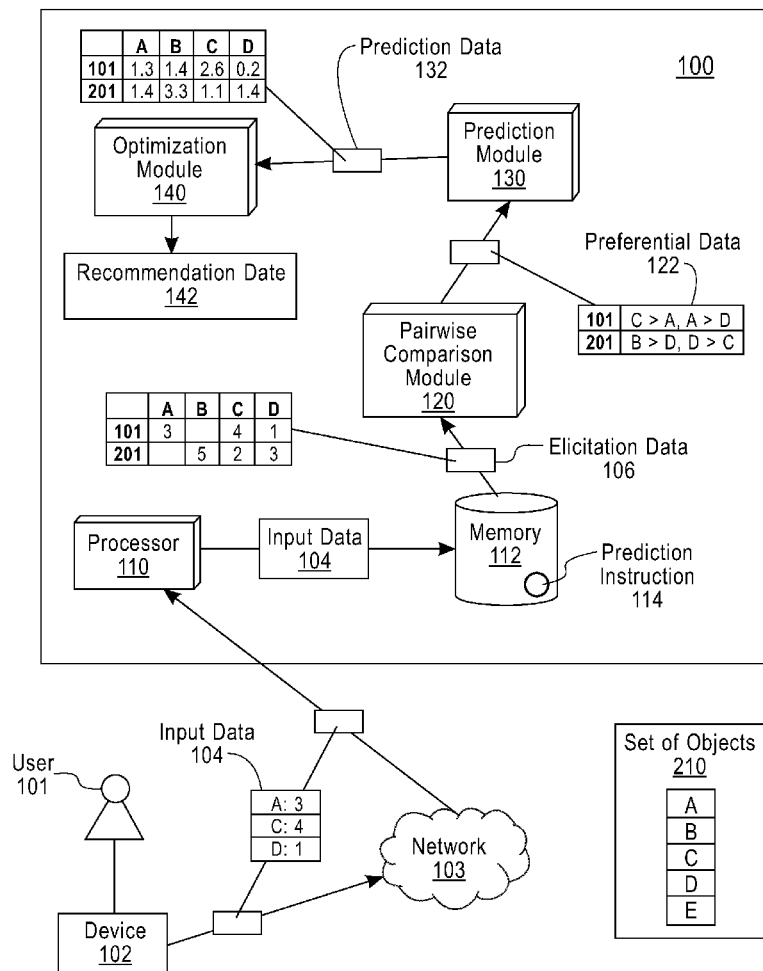 A B C D
101 1.3 1.4 2.6 0.2
201 1.4 3.3 1.1 1.4
Prediction Data
132
100
Optimization
Module
140
Prediction
Module
130
Recommendation Date
142
Preferential Data
122
101 C > A, A > D
201 B > D, D > C
Pairwise
Comparison
Module
120
A B C D
101 3 4 1
201 5 2 3
Elicitation Data
106
Processor
110
Input Data
104
Memory
112
Prediction
Instruction
114
User
101
Input Data
104
A: 3
C: 4
D: 1
Network
103
Device
102
Set of Objects
210
A
B
C
D
E